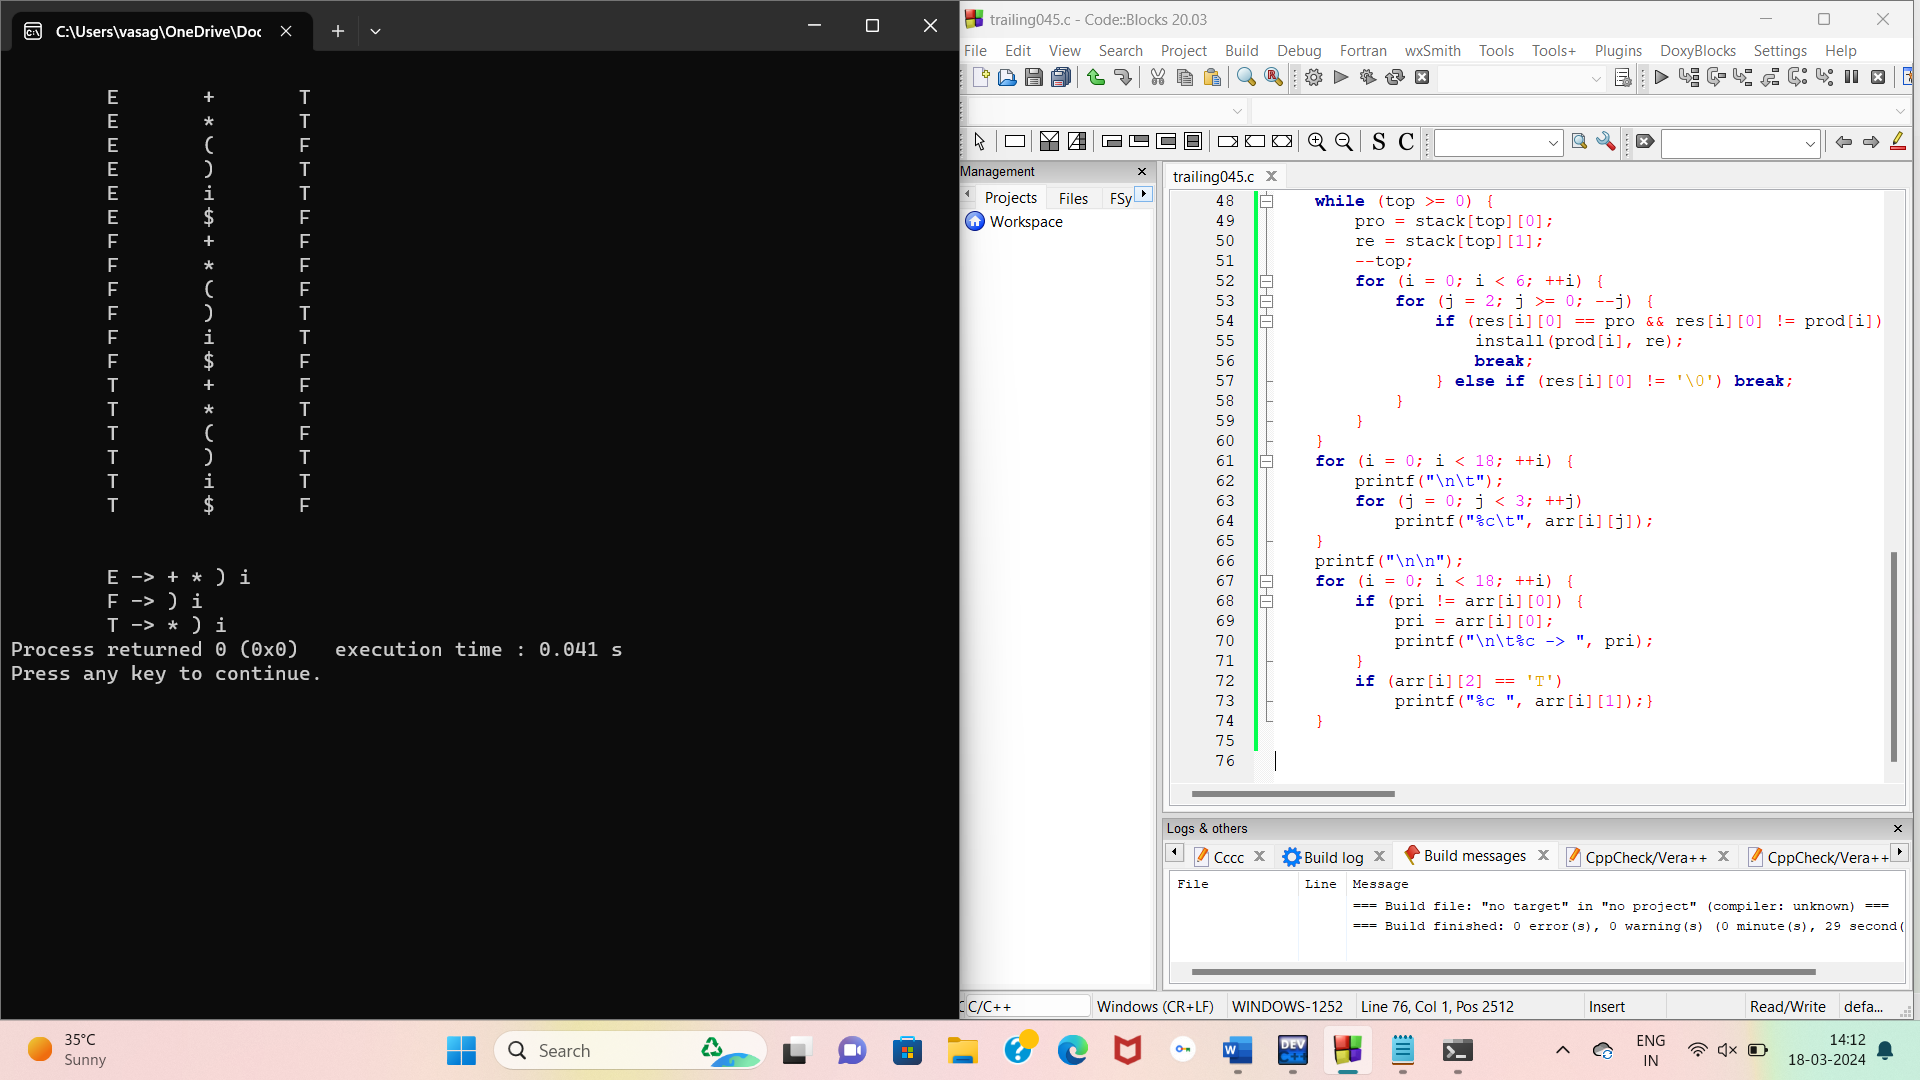 C:\Users\vasag\OneDrive\Doc
E + T
E * T
E ( F
E ) T
E i T
E $ F
F + F
F * F
F ( F
F ) T
F i T
F $ F
T + F
T * T
T ( F
T ) T
T i T
T $ F
E -> + * ) i
F -> ) i
T -> * ) i
Process returned 0 (0x0)   execution time : 0.041 s
Press any key to continue.
trailing045.c - Code::Blocks 20.03
File Edit View Search Project Build Debug Fortran wxSmith Tools Tools+ Plugins DoxyBlocks Settings Help
S C
Management
Projects Files FSy
Workspace
trailing045.c
48 while (top >= 0) {
49 pro = stack[top][0];
50 re = stack[top][1];
51 --top;
52 for (i = 0; i < 6; ++i) {
53 for (j = 2; j >= 0; --j) {
54 if (res[i][0] == pro && res[i][0] != prod[i])
55 install(prod[i], re);
56 break;
57 } else if (res[i][0] != '\0') break;
58 }
59 }
60 }
61 for (i = 0; i < 18; ++i) {
62 printf("\n\t");
63 for (j = 0; j < 3; ++j)
64 printf("%c\t", arr[i][j]);
65 }
66 printf("\n\n");
67 for (i = 0; i < 18; ++i) {
68 if (pri != arr[i][0]) {
69 pri = arr[i][0];
70 printf("\n\t%c -> ", pri);
71 }
72 if (arr[i][2] == 'T')
73 printf("%c ", arr[i][1]);}
74 }
75
76
Logs & others
Cccc Build log Build messages CppCheck/Vera++ CppCheck/Vera++
File Line Message
=== Build file: "no target" in "no project" (compiler: unknown) ===
=== Build finished: 0 error(s), 0 warning(s) (0 minute(s), 29 second(
C/C++ Windows (CR+LF) WINDOWS-1252 Line 76, Col 1, Pos 2512 Insert Read/Write defa...
35°C
Sunny
Search
DEV
ENG
IN
14:12
18-03-2024